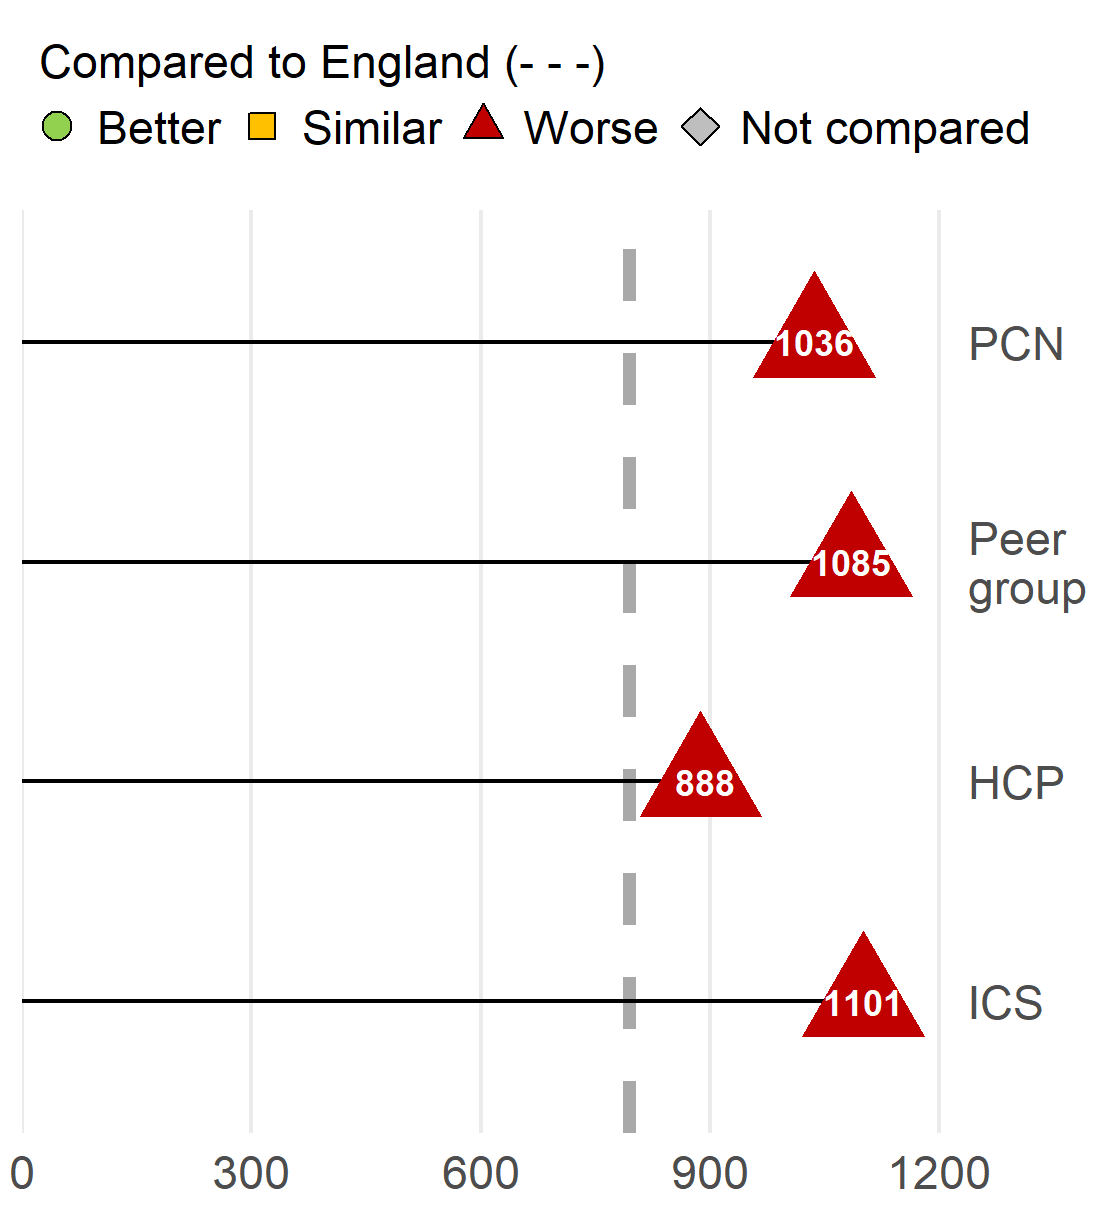 Compared to England (- - -)
Better Similar Worse Not compared
1036 PCN
1085 Peer
group
888 HCP
1101 ICS
0 300 600 900 1200